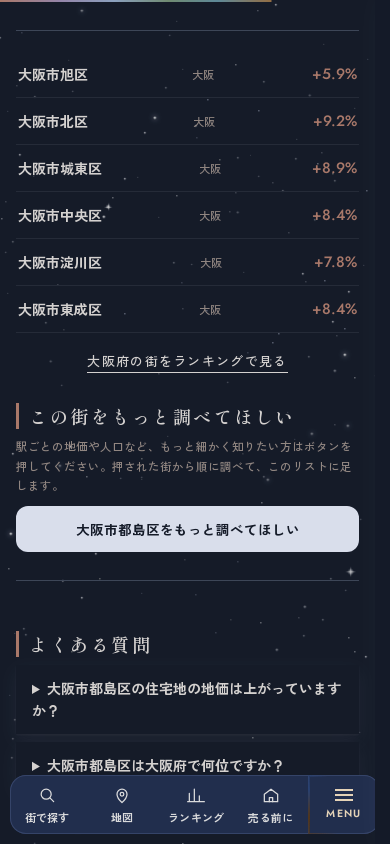 大阪市旭区 大阪 +5.9%
大阪市北区 大阪 +9.2%
大阪市城東区 大阪 +8.9%
大阪市中央区 大阪 +8.4%
大阪市淀川区 大阪 +7.8%
大阪市東成区 大阪 +8.4%
大阪府の街をランキングで見る
この街をもっと調べてほしい
駅ごとの地価や人口など、もっと細かく知りたい方はボタンを
押してください。押された街から順に調べて、このリストに足
します。
大阪市都島区をもっと調べてほしい
よくある質問
▶ 大阪市都島区の住宅地の地価は上がっています
か？
▶ 大阪市都島区は大阪府で何位ですか？
街で探す 地図 ランキング 売る前に MENU